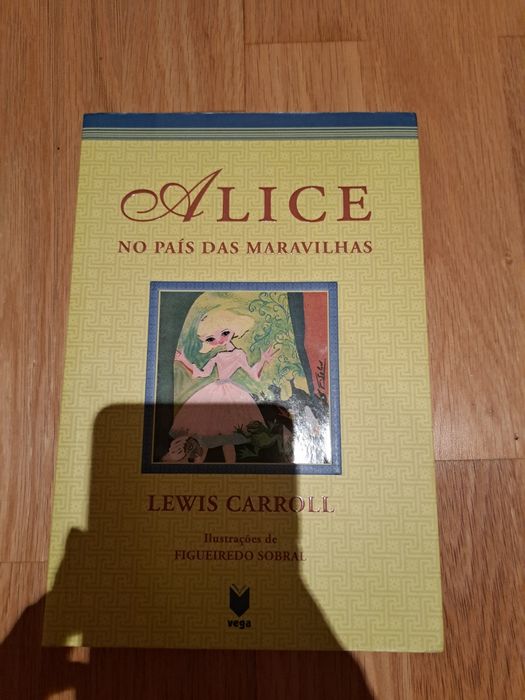 ALICE
NO PAÍS DAS MARAVILHAS
LEWIS CARROLL
Ilustrações de
FIGUEIREDO SOBRAL
vega